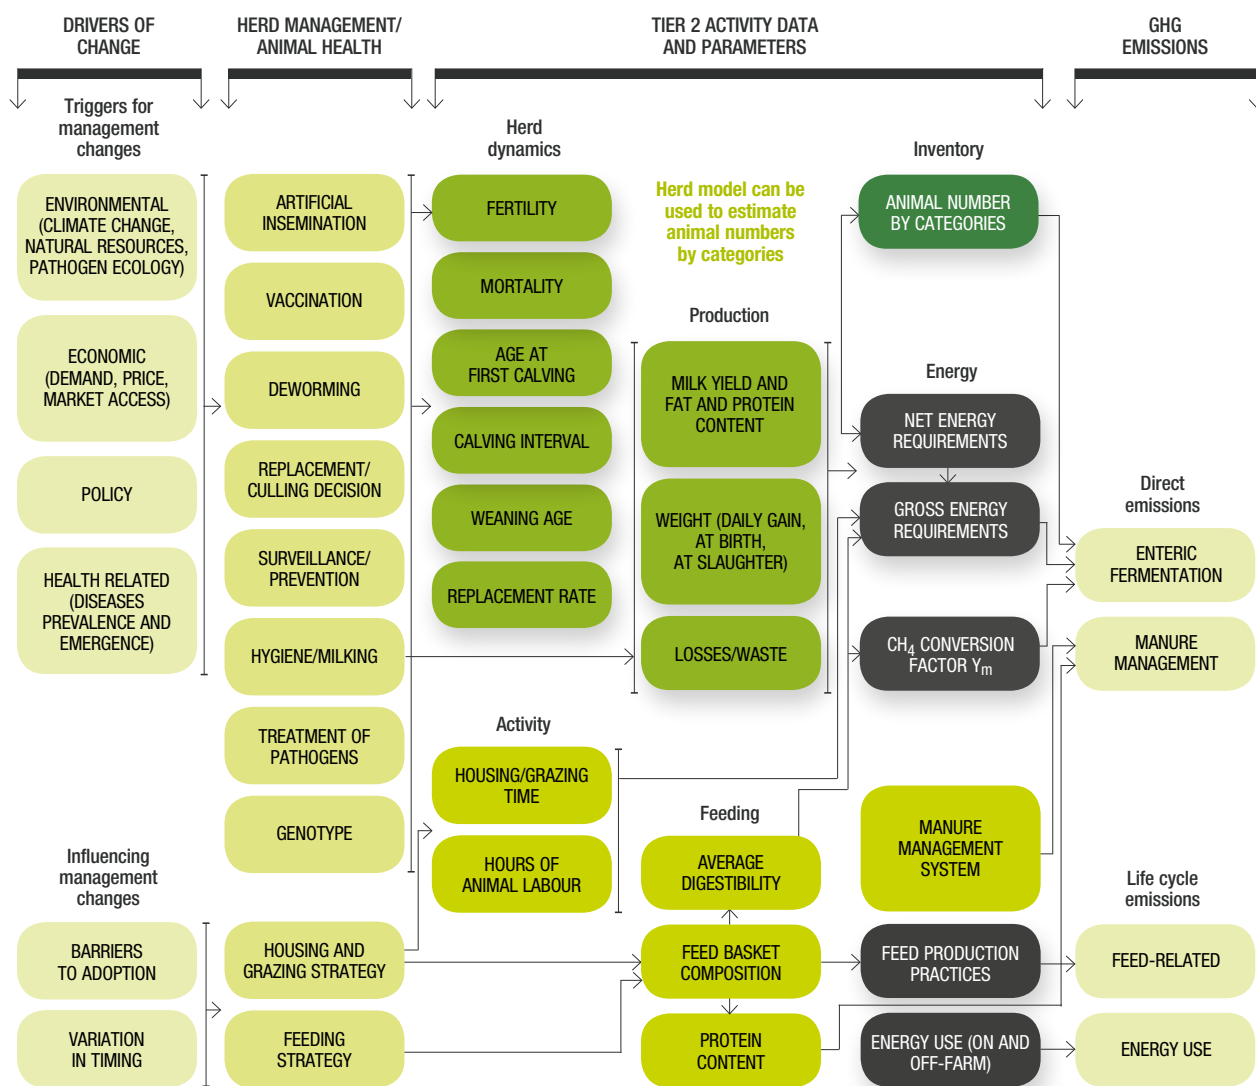 DRIVERS OF
CHANGE
HERD MANAGEMENT/
ANIMAL HEALTH
TIER 2 ACTIVITY DATA
AND PARAMETERS
GHG
EMISSIONS
Triggers for
management
changes
ENVIRONMENTAL
(CLIMATE CHANGE,
NATURAL RESOURCES,
PATHOGEN ECOLOGY)
ECONOMIC
(DEMAND, PRICE,
MARKET ACCESS)
POLICY
HEALTH RELATED
(DISEASES
PREVALENCE AND
EMERGENCE)
Influencing
management
changes
BARRIERS
TO ADOPTION
VARIATION
IN TIMING
ARTIFICIAL
INSEMINATION
VACCINATION
DEWORMING
REPLACEMENT/
CULLING DECISION
SURVEILLANCE/
PREVENTION
HYGIENE/MILKING
TREATMENT OF
PATHOGENS
GENOTYPE
HOUSING AND
GRAZING STRATEGY
FEEDING
STRATEGY
Herd
dynamics
FERTILITY
MORTALITY
AGE AT
FIRST CALVING
CALVING INTERVAL
WEANING AGE
REPLACEMENT RATE
Activity
HOUSING/GRAZING
TIME
HOURS OF
ANIMAL LABOUR
Herd model can be
used to estimate
animal numbers
by categories
Production
MILK YIELD AND
FAT AND PROTEIN
CONTENT
WEIGHT (DAILY GAIN,
AT BIRTH,
AT SLAUGHTER)
LOSSES/WASTE
Feeding
AVERAGE
DIGESTIBILITY
FEED BASKET
COMPOSITION
PROTEIN
CONTENT
Inventory
ANIMAL NUMBER
BY CATEGORIES
Energy
NET ENERGY
REQUIREMENTS
GROSS ENERGY
REQUIREMENTS
CH4 CONVERSION
FACTOR Ym
MANURE
MANAGEMENT
SYSTEM
FEED PRODUCTION
PRACTICES
ENERGY USE (ON AND
OFF-FARM)
Direct
emissions
ENTERIC
FERMENTATION
MANURE
MANAGEMENT
Life cycle
emissions
FEED-RELATED
ENERGY USE